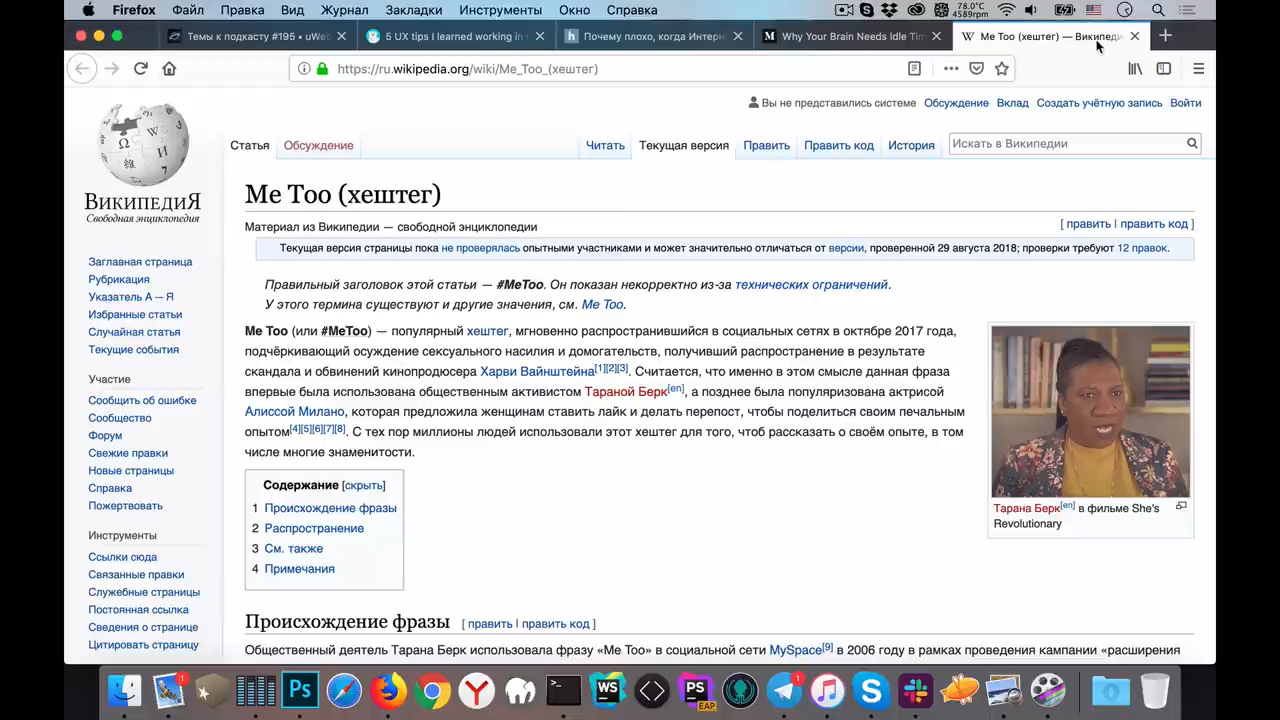 Firefox Файл Правка Вид Журнал Закладки Инструменты Окно Справка
78.0°C
4589rpm
Темы к подкасту #195 • uWeb
5 UX tips I learned working in
Почему плохо, когда Интерн
Why Your Brain Needs Idle Tim
Me Too (хештег) — Википеди
https://ru.wikipedia.org/wiki/Me_Too_(хештег)
Вы не представились системе Обсуждение Вклад Создать учётную запись Войти
Статья Обсуждение Читать Текущая версия Править Править код История Искать в Википедии
ВИКИПЕДИЯ
Свободная энциклопедия
Заглавная страница
Рубрикация
Указатель А — Я
Избранные статьи
Случайная статья
Текущие события
Участие
Сообщить об ошибке
Сообщество
Форум
Свежие правки
Новые страницы
Справка
Пожертвовать
Инструменты
Ссылки сюда
Связанные правки
Служебные страницы
Постоянная ссылка
Сведения о странице
Цитировать страницу
Me Too (хештег)
Материал из Википедии — свободной энциклопедии
[ править | править код ]
Текущая версия страницы пока не проверялась опытными участниками и может значительно отличаться от версии, проверенной 29 августа 2018; проверки требуют 12 правок.
Правильный заголовок этой статьи — #MeToo. Он показан некорректно из-за технических ограничений.
У этого термина существуют и другие значения, см. Me Too.
Me Too (или #MeToo) — популярный хештег, мгновенно распространившийся в социальных сетях в октябре 2017 года,
подчёркивающий осуждение сексуального насилия и домогательств, получивший распространение в результате
скандала и обвинений кинопродюсера Харви Вайнштейна[1][2][3]. Считается, что именно в этом смысле данная фраза
впервые была использована общественным активистом Тараной Берк[en], а позднее была популяризована актрисой
Алиссой Милано, которая предложила женщинам ставить лайк и делать перепост, чтобы поделиться своим печальным
опытом[4][5][6][7][8]. С тех пор миллионы людей использовали этот хештег для того, чтоб рассказать о своём опыте, в том
числе многие знаменитости.
Тарана Берк[en] в фильме She's
Revolutionary
Содержание [скрыть]
1 Происхождение фразы
2 Распространение
3 См. также
4 Примечания
Происхождение фразы [ править | править код ]
Общественный деятель Тарана Берк использовала фразу «Me Too» в социальной сети MySpace[9] в 2006 году в рамках проведения кампании «расширения
1 Ps WS PS EAP 1